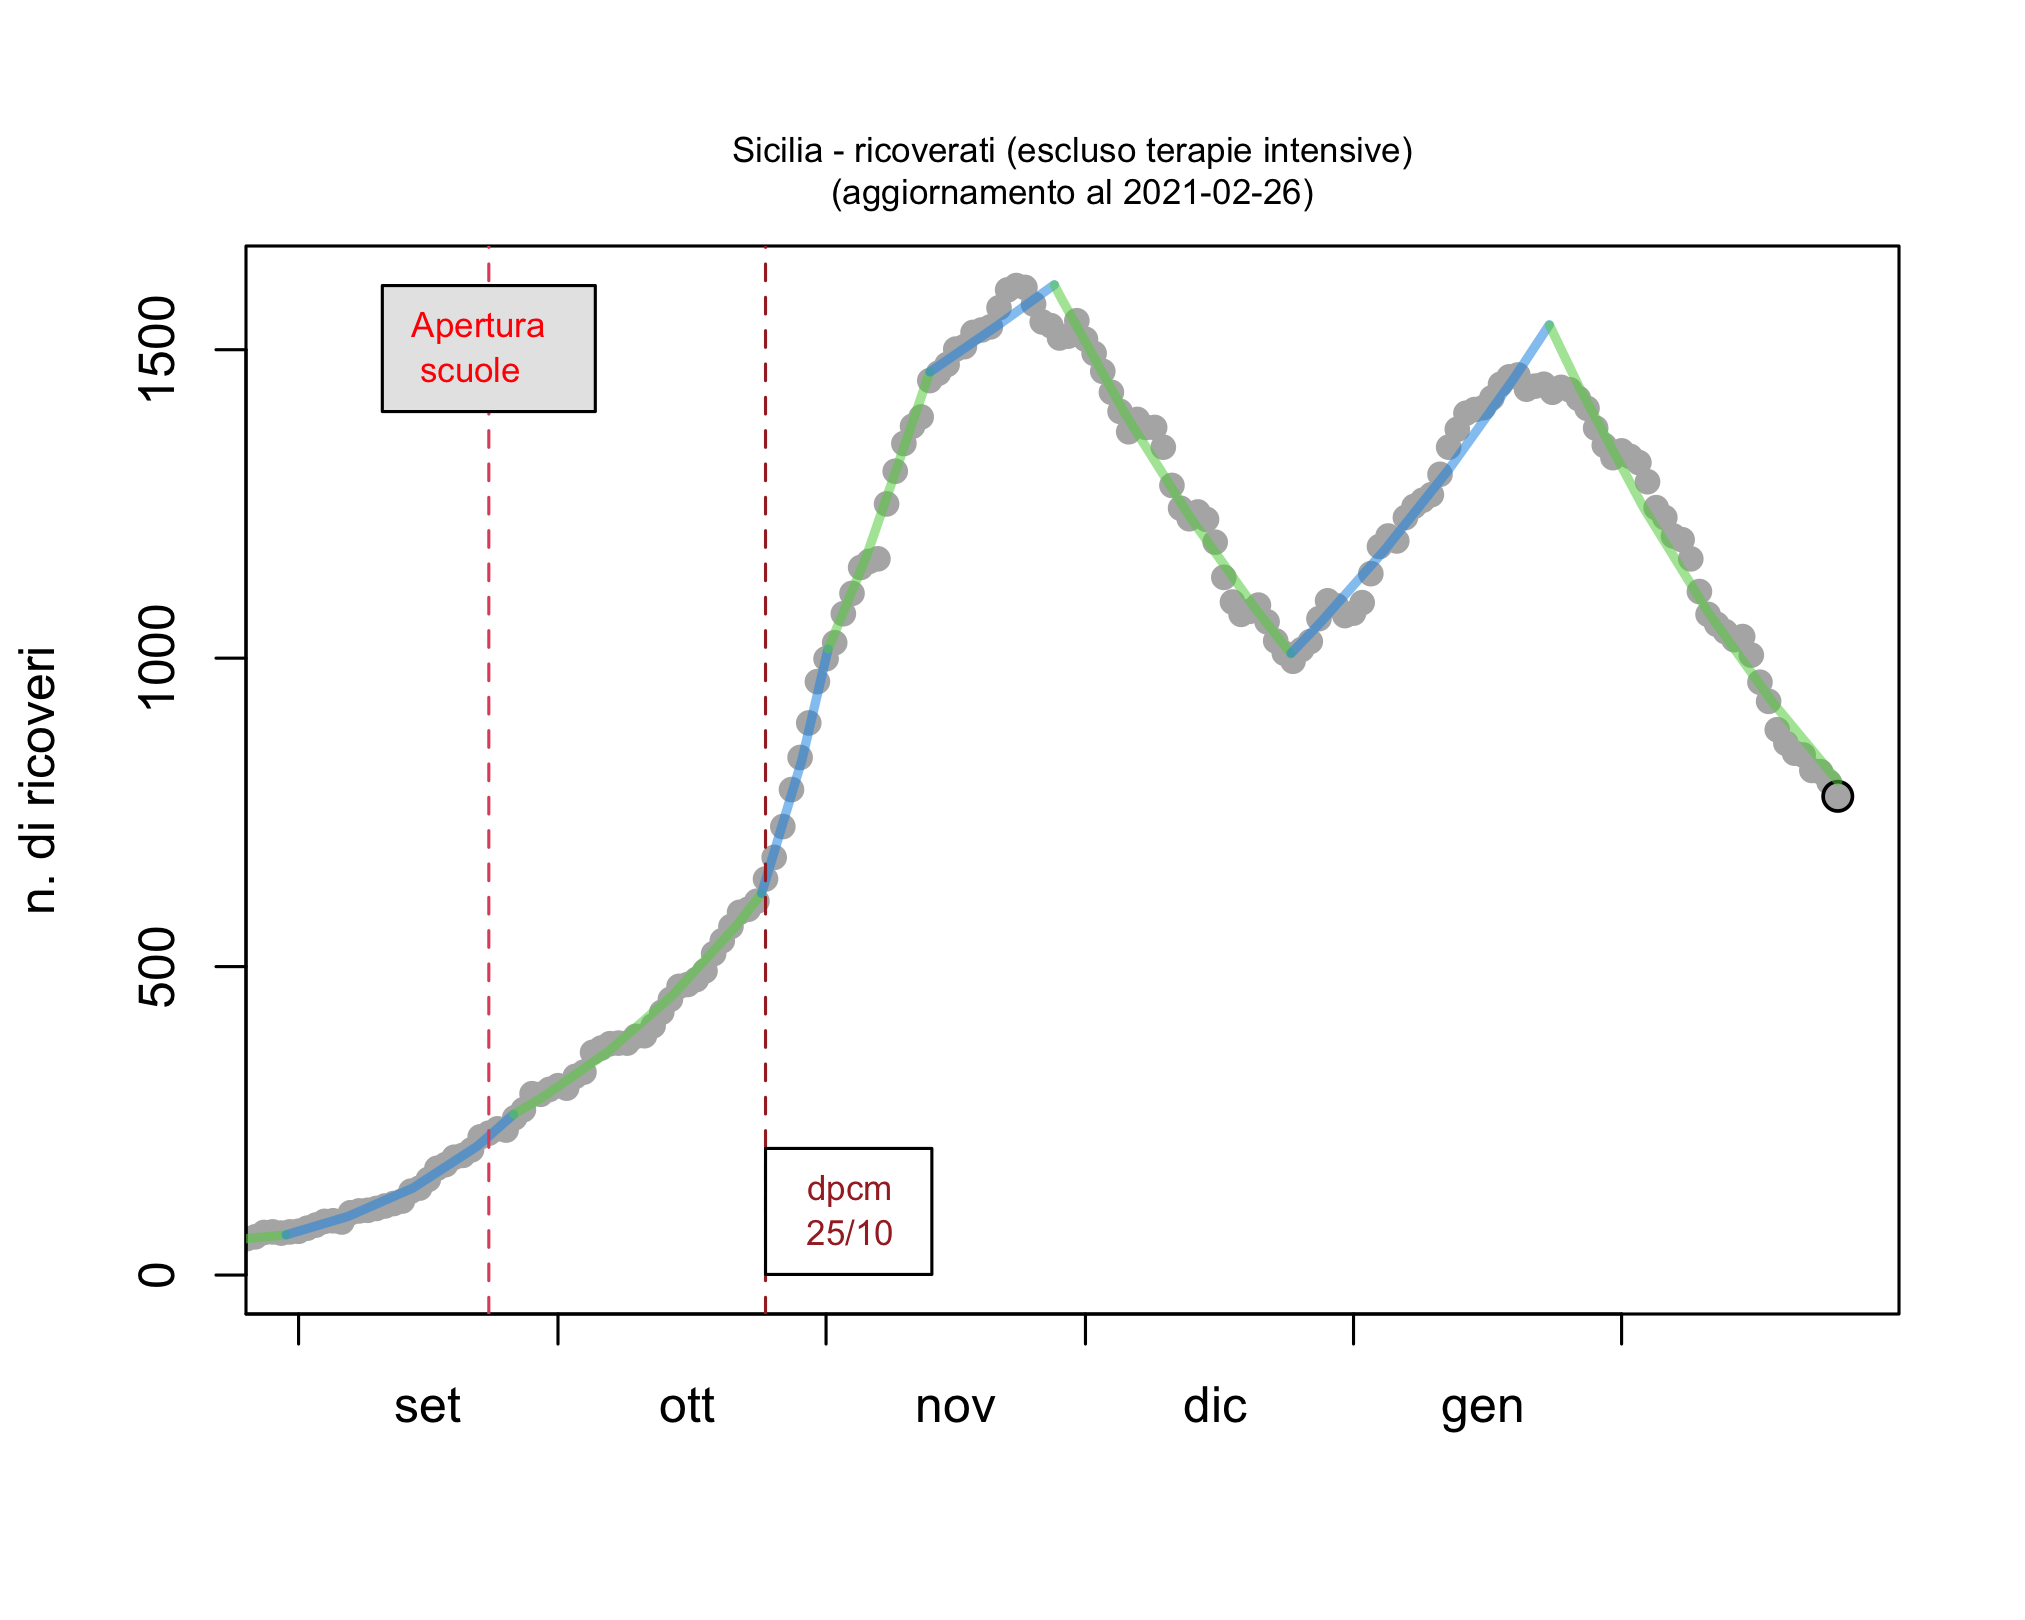 Sicilia - ricoverati (escluso terapie intensive)
(aggiornamento al 2021-02-26)
Apertura
scuole
n. di ricoveri
1500
1000
500
0
dpcm
25/10
set ott nov dic gen